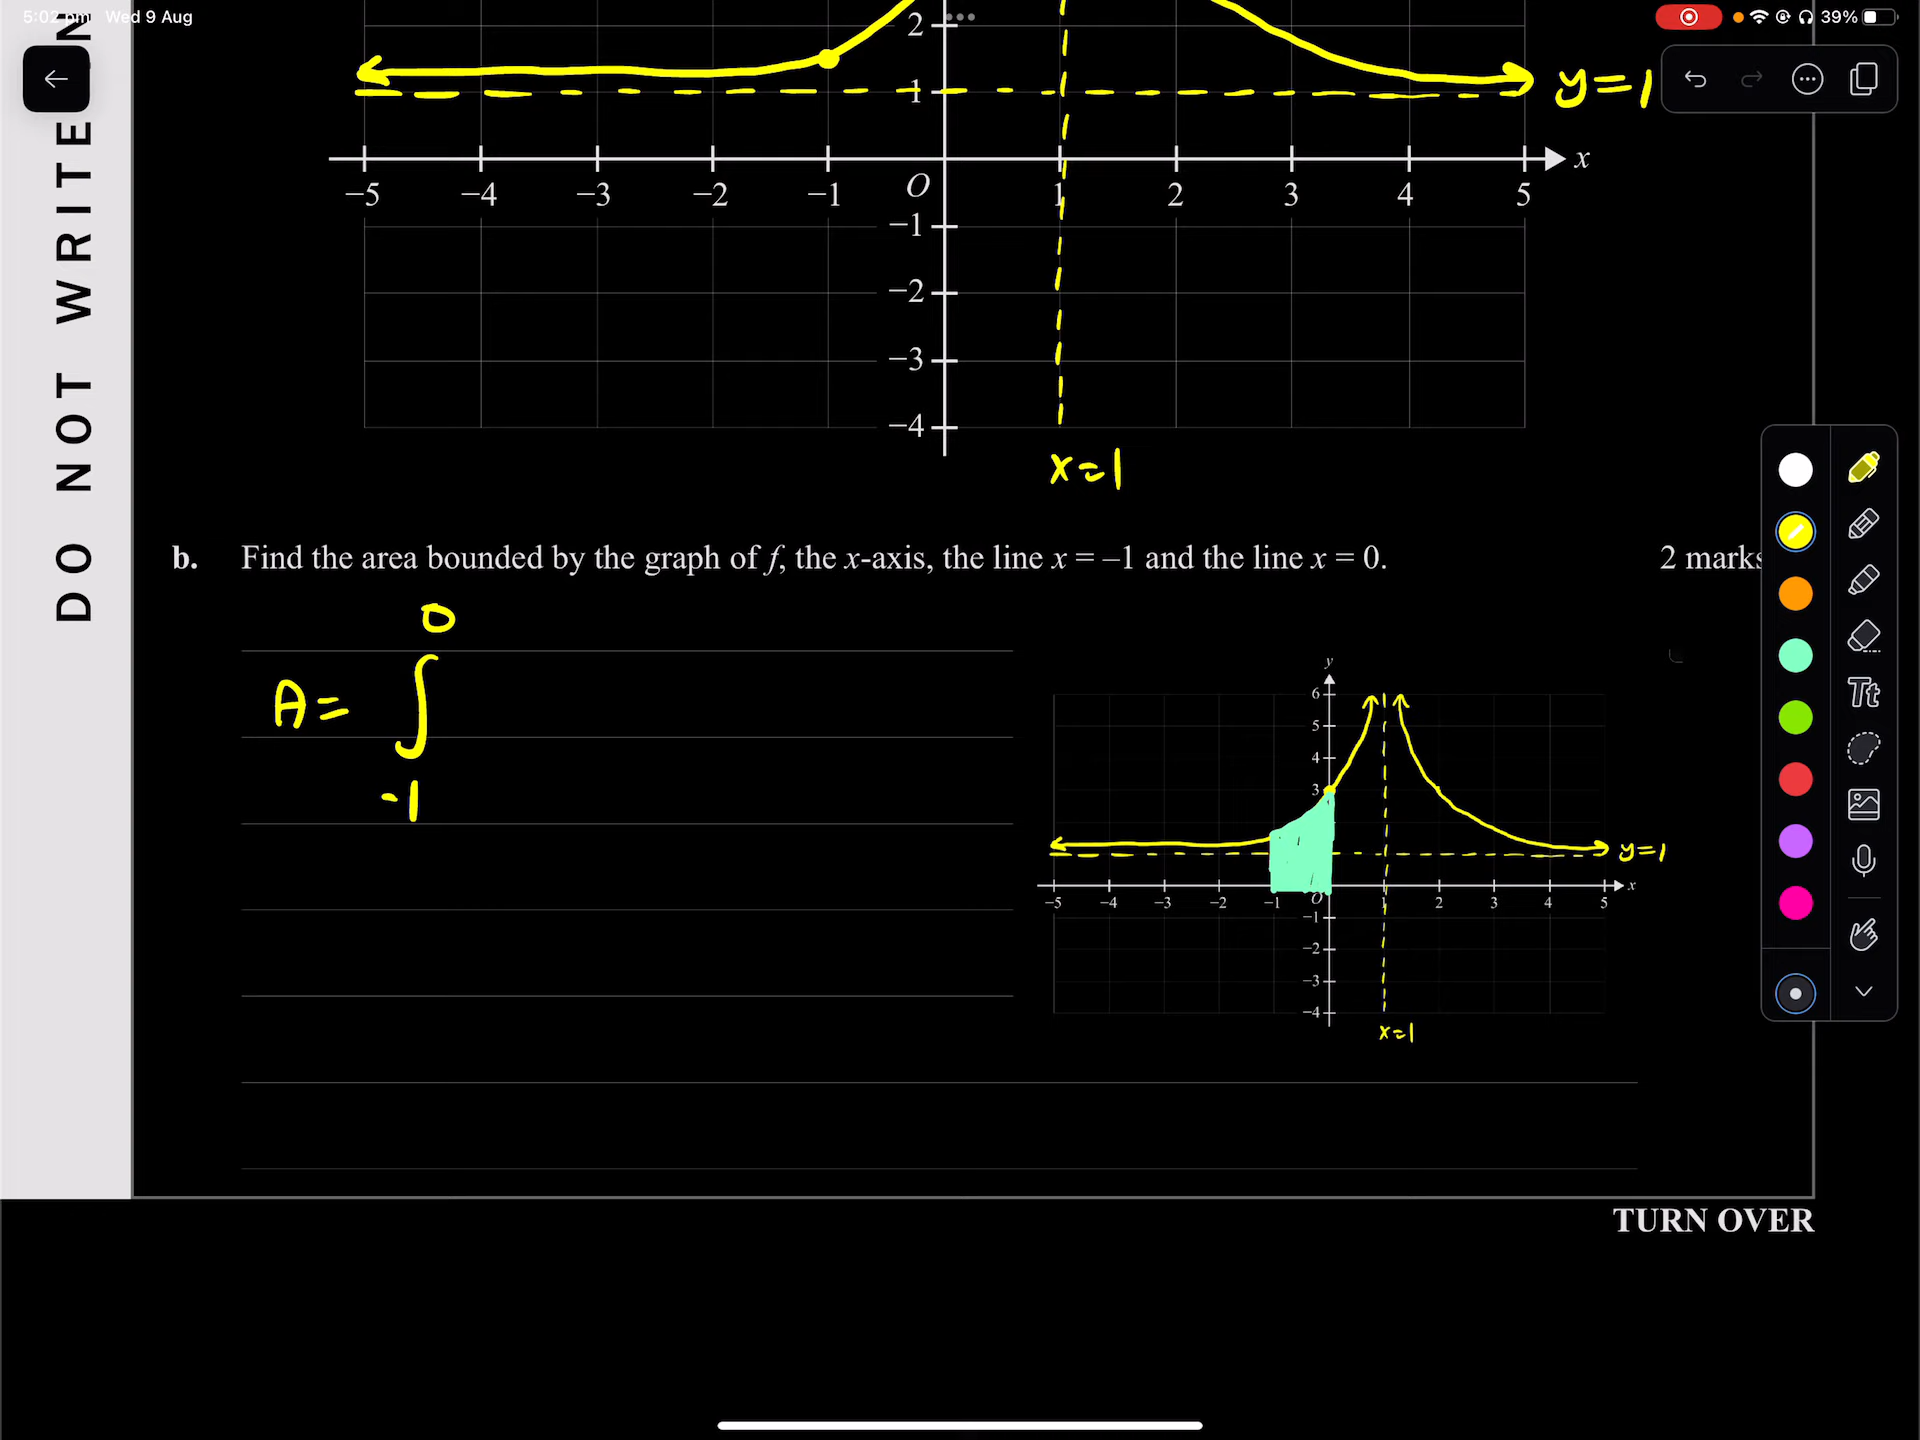 5:02 pm Wed 9 Aug
39%
DO NOT WRITE IN
2
1
y=1
x
−5 −4 −3 −2 −1 O 1 2 3 4 5
−1
−2
−3
−4
x=1
b. Find the area bounded by the graph of f, the x-axis, the line x = –1 and the line x = 0. 2 marks
0
A= ∫
-1
y
6
5
4
3
y=1
x
−5 −4 −3 −2 −1 O 1 2 3 4 5
−1
−2
−3
−4
x=1
Tt
TURN OVER